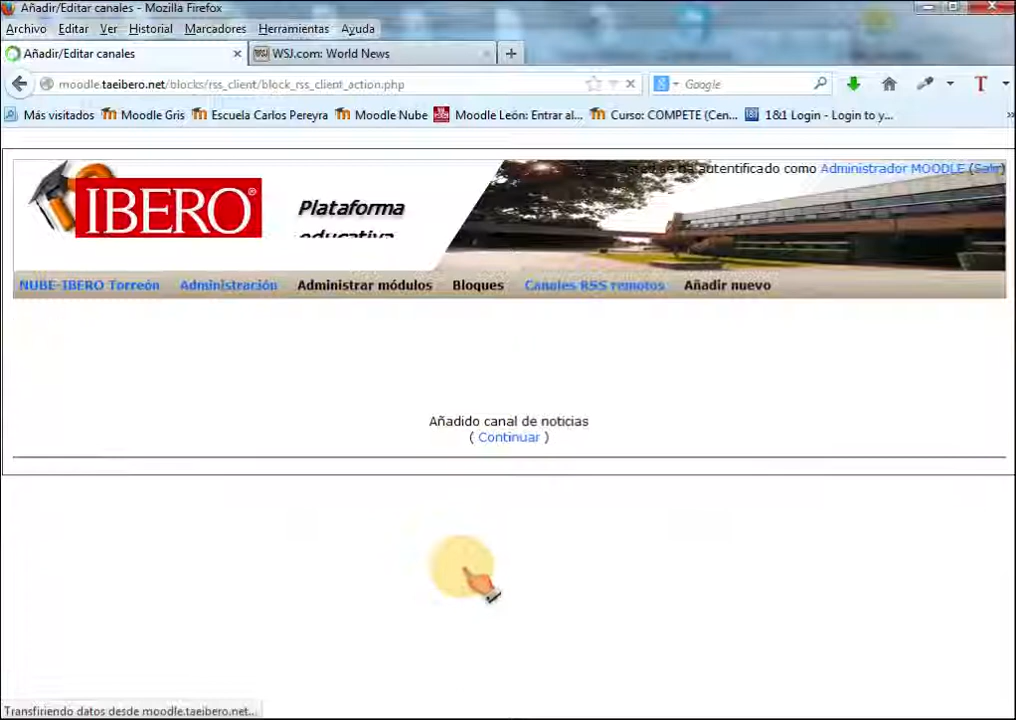 Añadir/Editar canales - Mozilla Firefox
Archivo Editar Ver Historial Marcadores Herramientas Ayuda
Añadir/Editar canales × WSJ.com: World News × +
moodle.taeibero.net/blocks/rss_client/block_rss_client_action.php Google
Más visitados Moodle Gris Escuela Carlos Pereyra Moodle Nube Moodle León: Entrar al... Curso: COMPETE (Cen... 1&1 Login - Login to y... »
se ha autentificado como Administrador MOODLE (Salir)
IBERO®
Plataforma
educativa
NUBE-IBERO Torreón Administración Administrar módulos Bloques Canales RSS remotos Añadir nuevo
Añadido canal de noticias
( Continuar )
Transfiriendo datos desde moodle.taeibero.net...